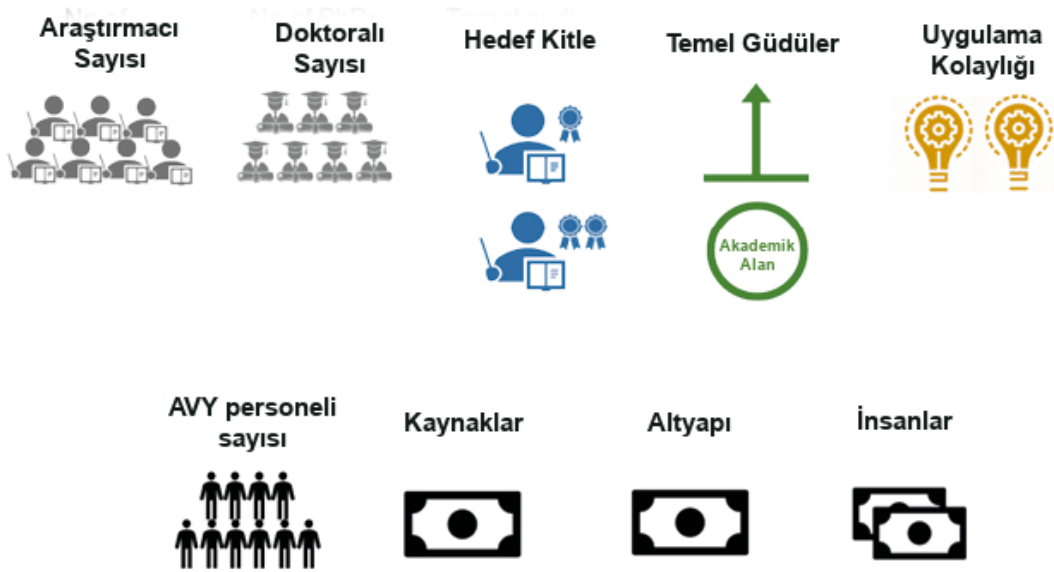 Araştırmacı
Sayısı
Doktoralı
Sayısı
Hedef Kitle
Temel Güdüler
Uygulama
Kolaylığı
Akademik
Alan
AVY personeli
sayısı
Kaynaklar
Altyapı
İnsanlar